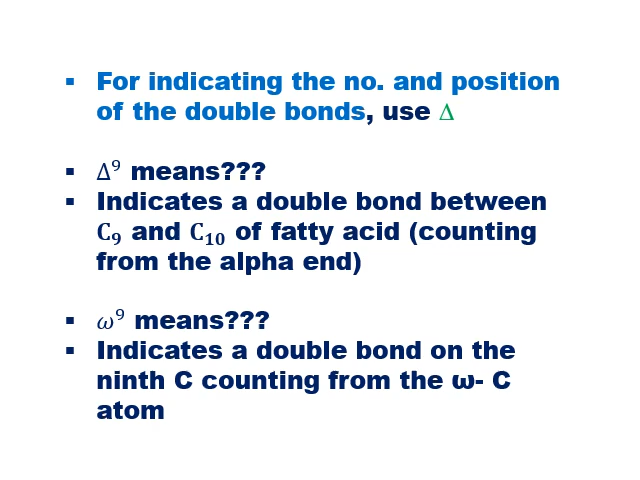 ▪ For indicating the no. and position
of the double bonds, use Δ
▪ Δ⁹ means???
▪ Indicates a double bond between
C₉ and C₁₀ of fatty acid (counting
from the alpha end)
▪ ω⁹ means???
▪ Indicates a double bond on the
ninth C counting from the ω- C
atom